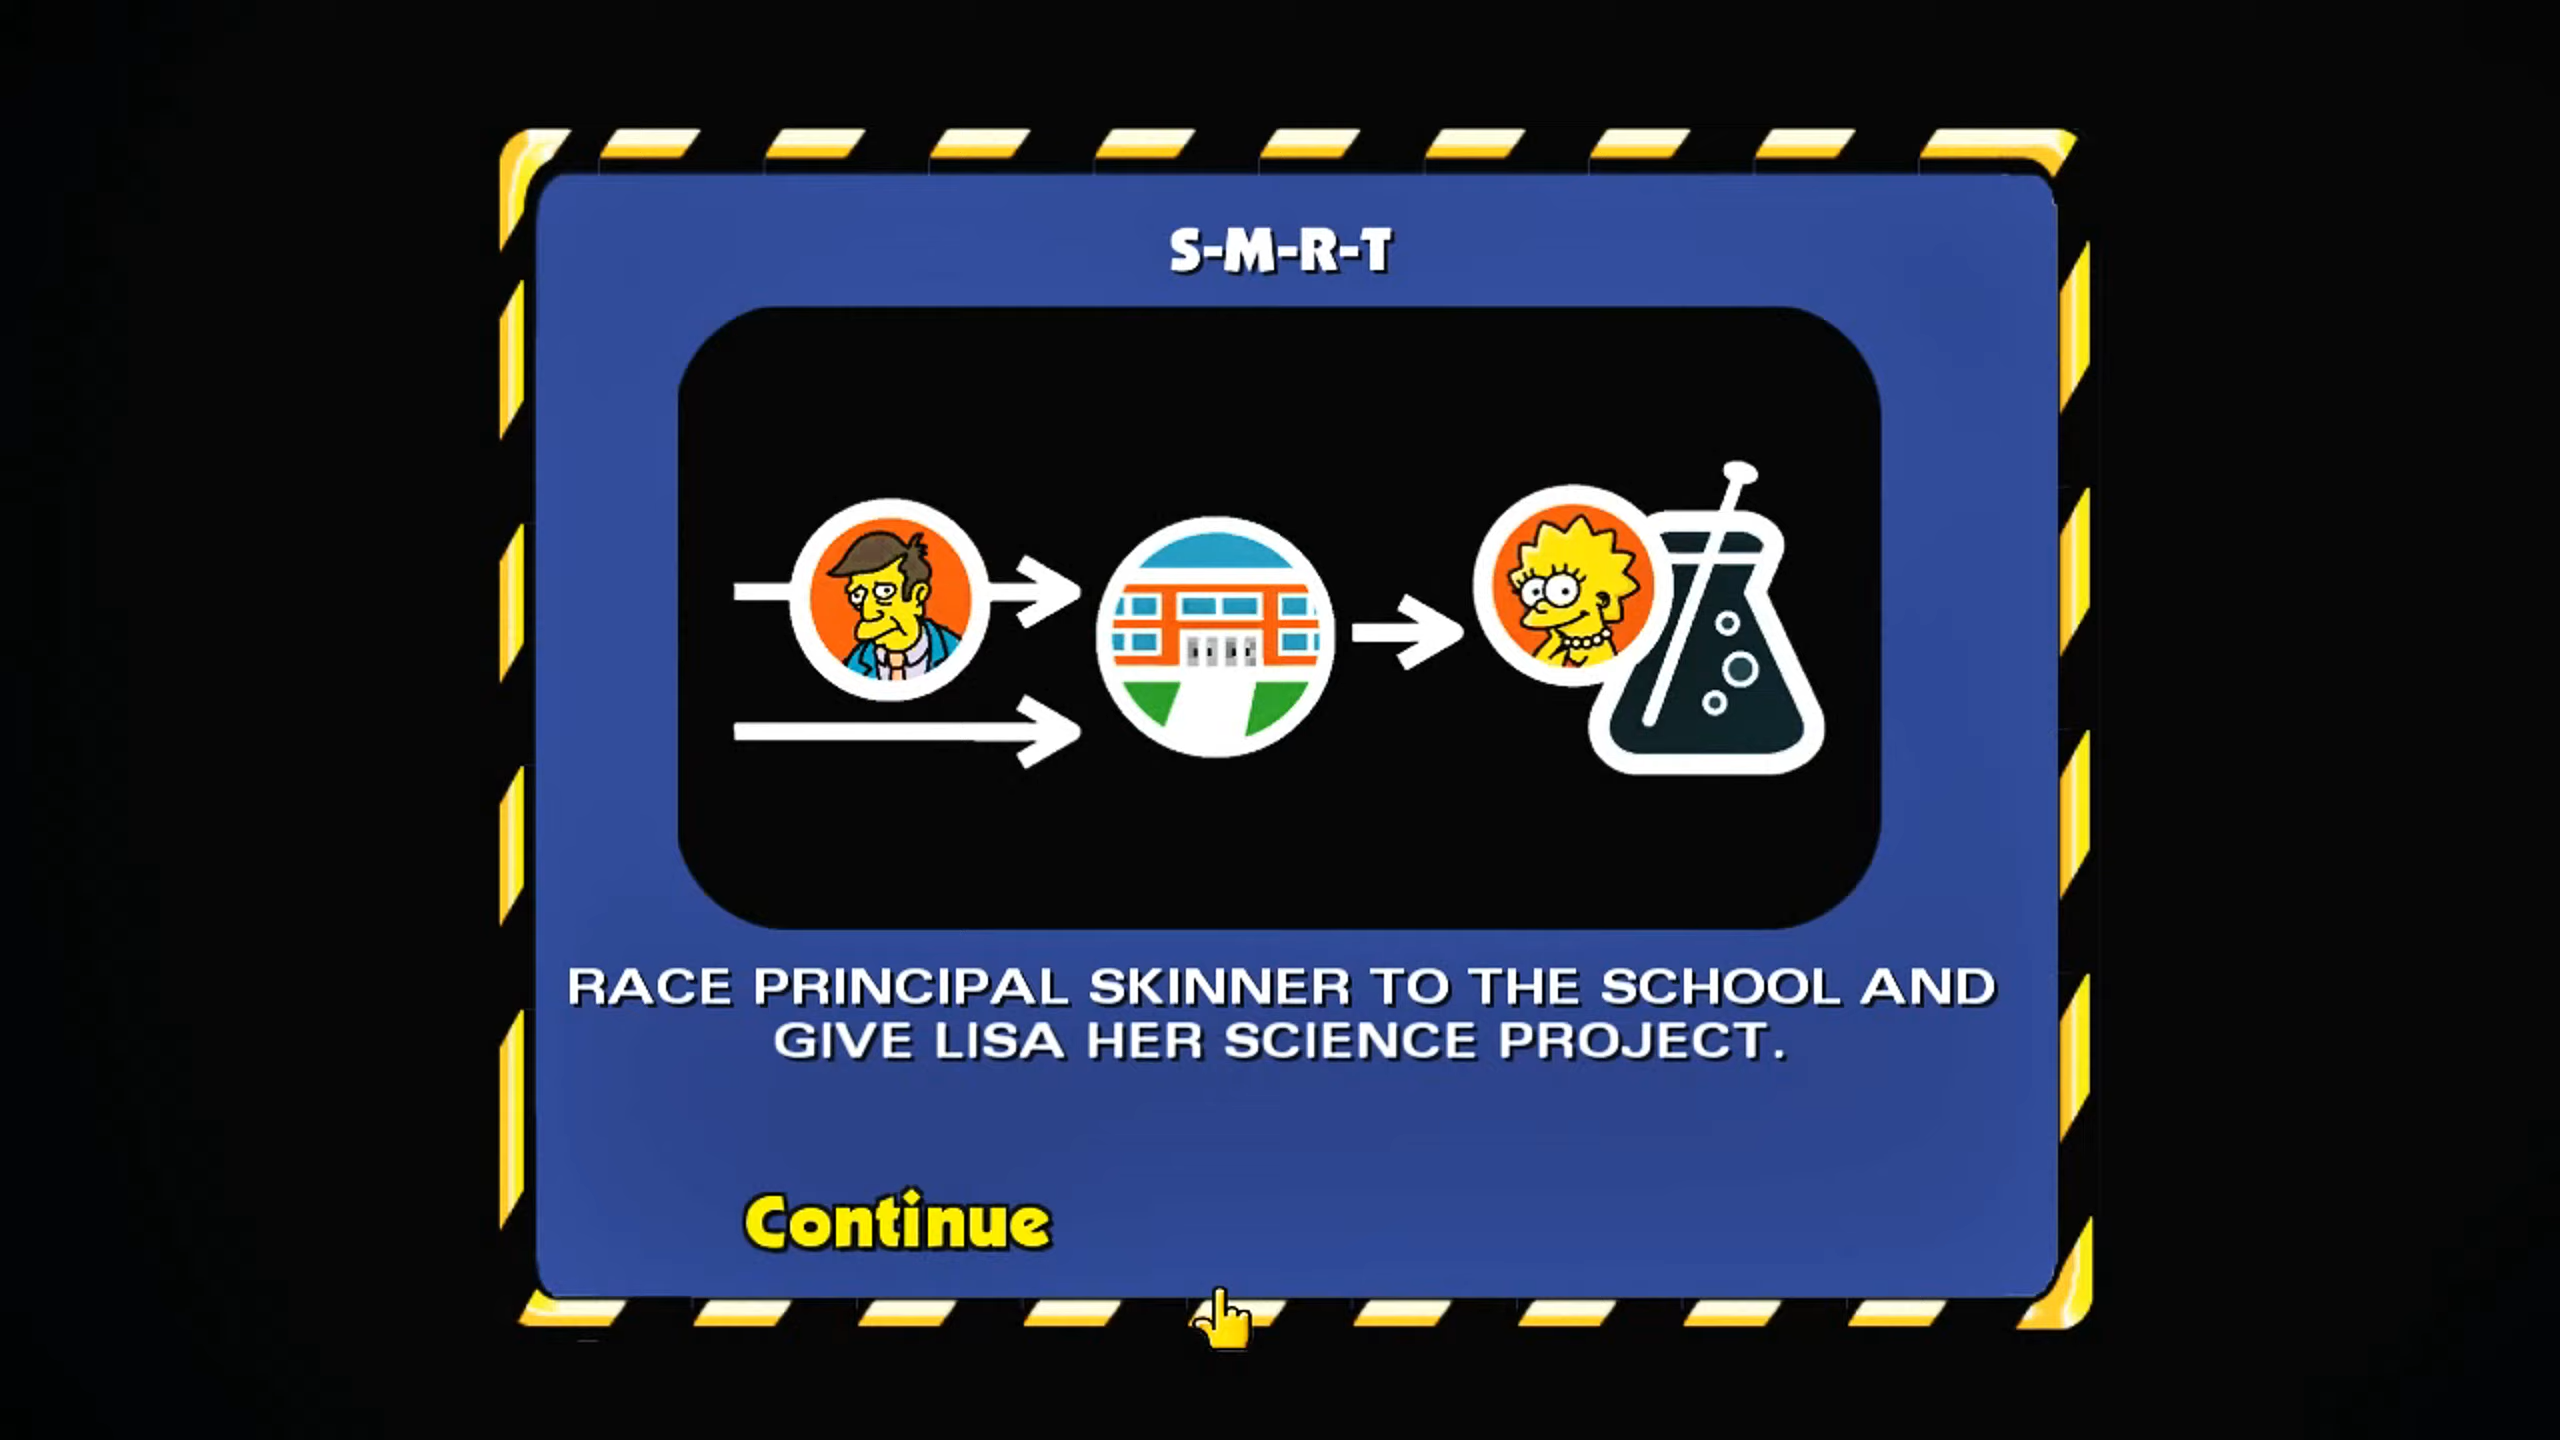 S-M-R-T
RACE PRINCIPAL SKINNER TO THE SCHOOL AND
GIVE LISA HER SCIENCE PROJECT.
Continue